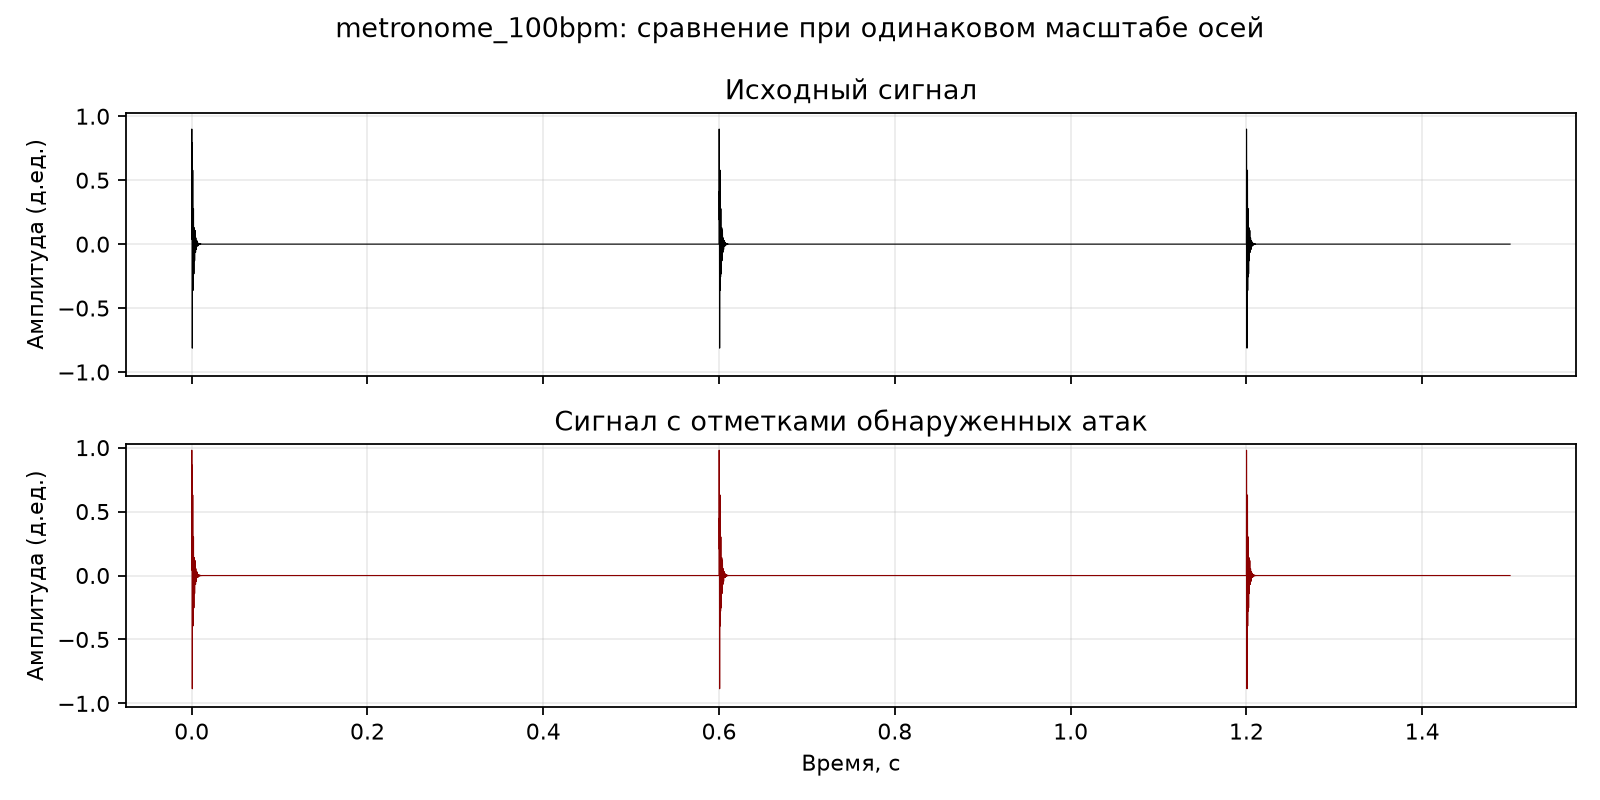 metronome_100bpm: сравнение при одинаковом масштабе осей
Исходный сигнал
Амплитуда (д.ед.)
1.0
0.5
0.0
−0.5
−1.0
Сигнал с отметками обнаруженных атак
Амплитуда (д.ед.)
1.0
0.5
0.0
−0.5
−1.0
0.0 0.2 0.4 0.6 0.8 1.0 1.2 1.4
Время, с